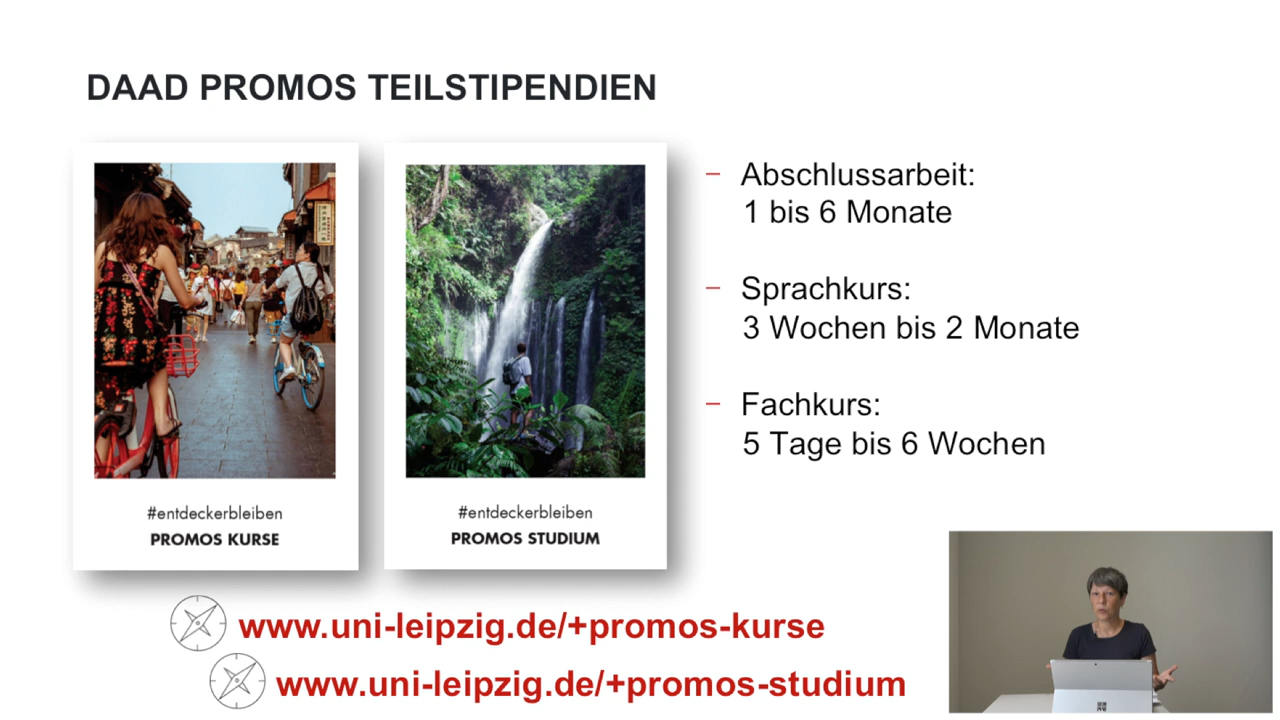 DAAD PROMOS TEILSTIPENDIEN
#entdeckerbleiben
PROMOS KURSE
#entdeckerbleiben
PROMOS STUDIUM
– Abschlussarbeit:
1 bis 6 Monate
– Sprachkurs:
3 Wochen bis 2 Monate
– Fachkurs:
5 Tage bis 6 Wochen
www.uni-leipzig.de/+promos-kurse
www.uni-leipzig.de/+promos-studium